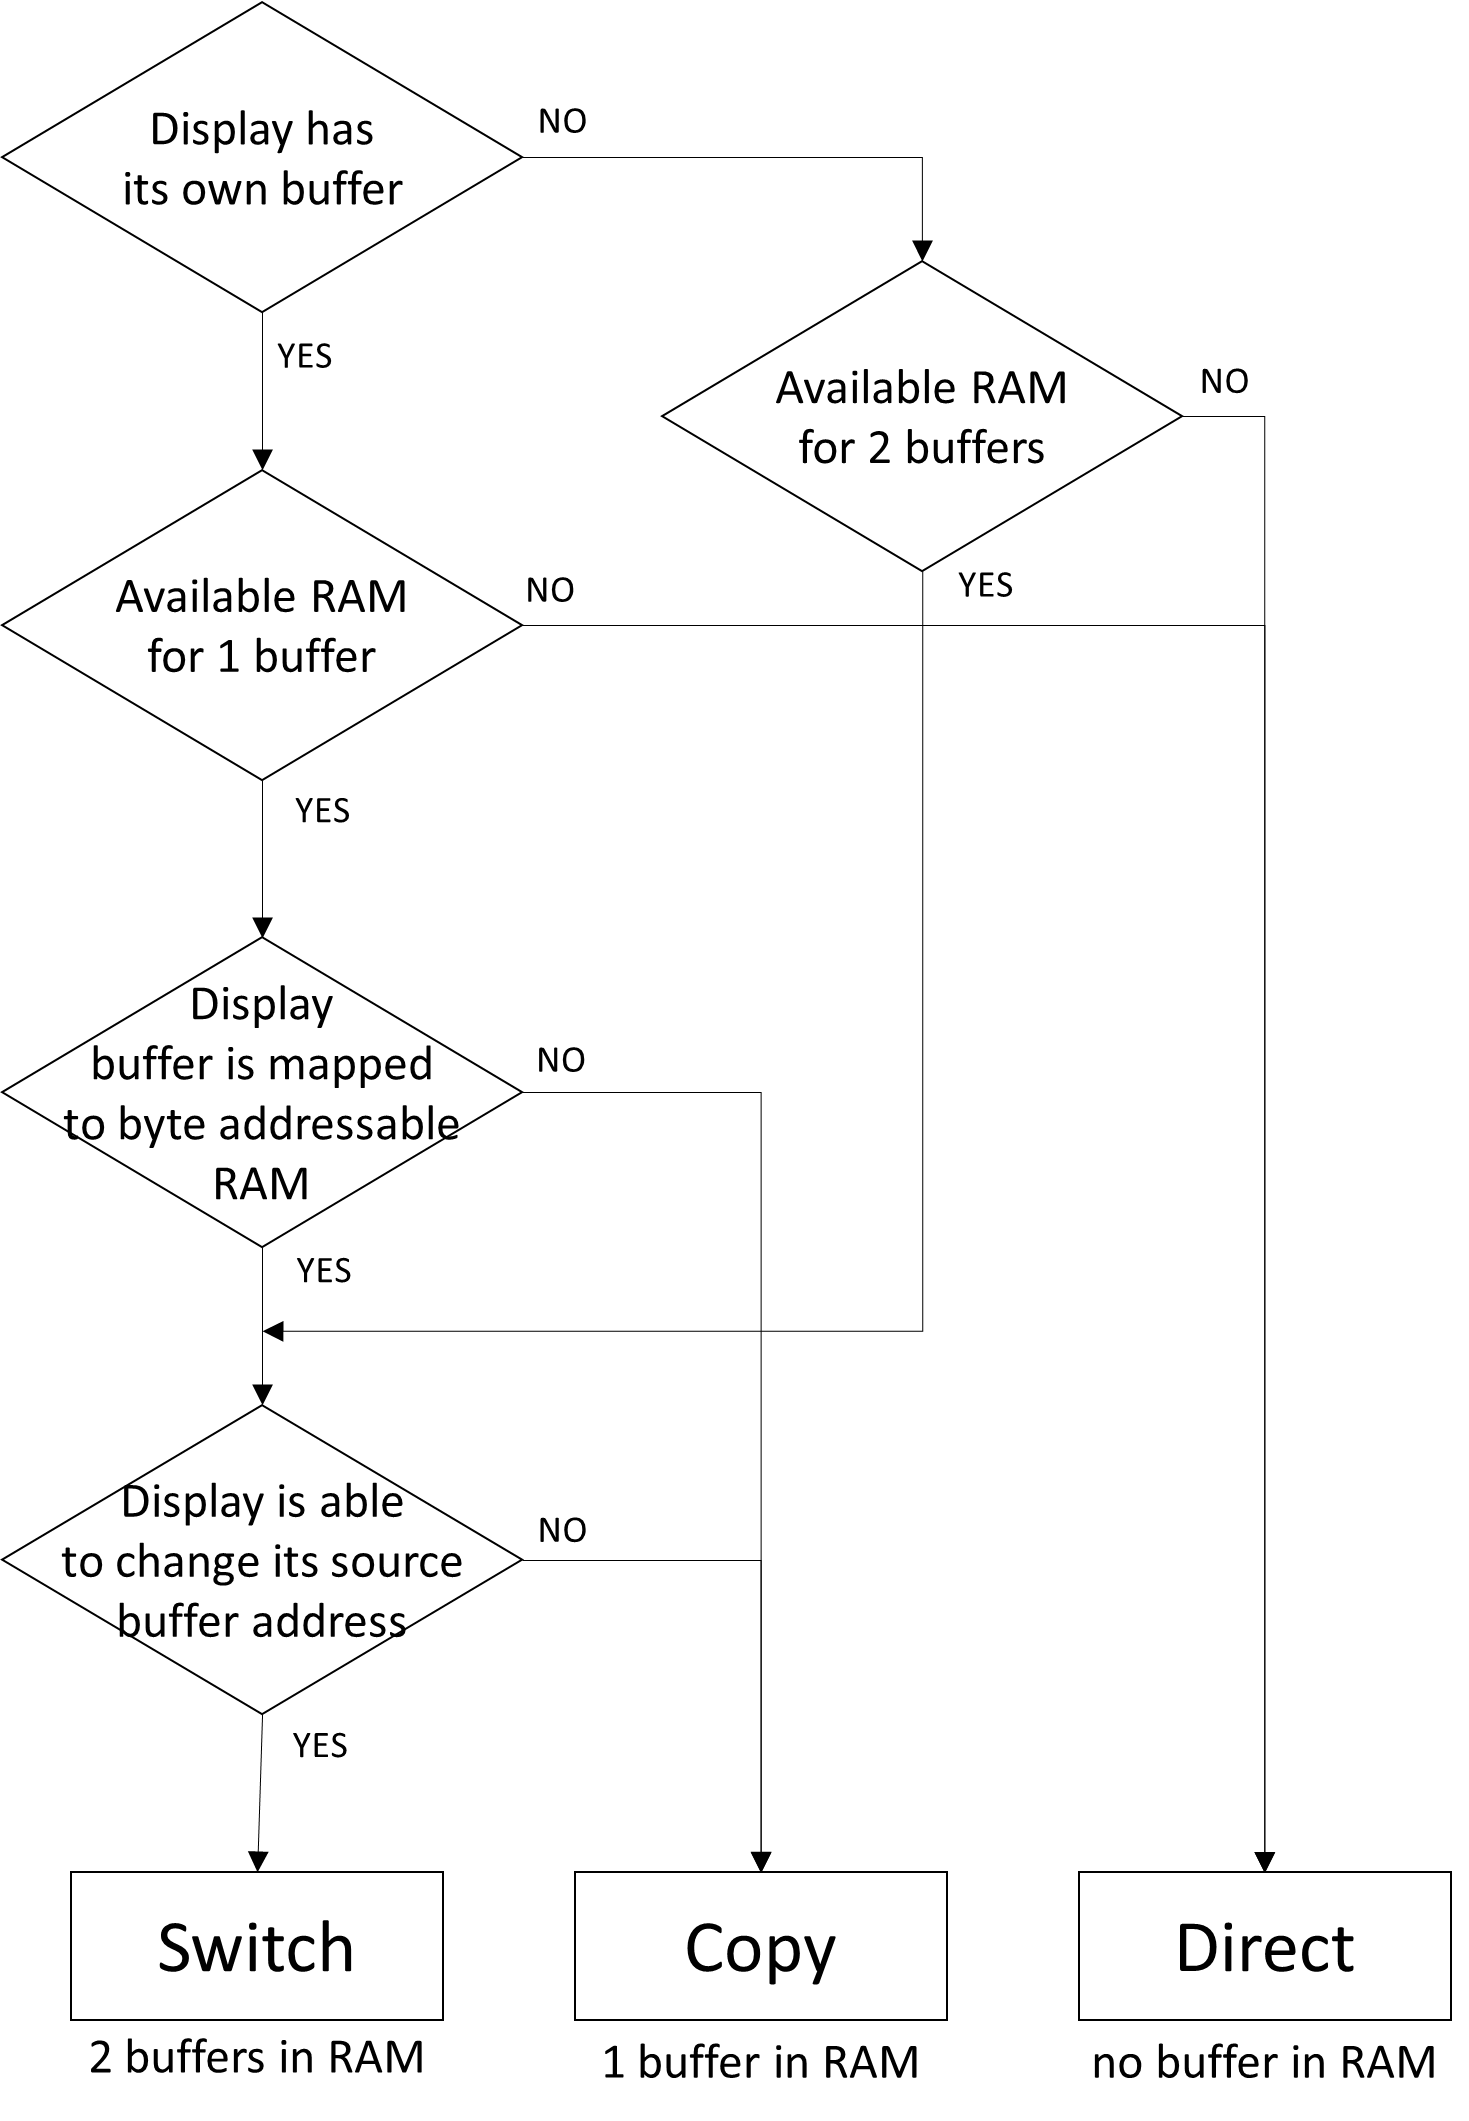 Display has
its own buffer
NO
YES
Available RAM
for 2 buffers
NO
YES
Available RAM
for 1 buffer
NO
YES
Display
buffer is mapped
to byte addressable
RAM
NO
YES
Display is able
to change its source
buffer address
NO
YES
Switch
2 buffers in RAM
Copy
1 buffer in RAM
Direct
no buffer in RAM